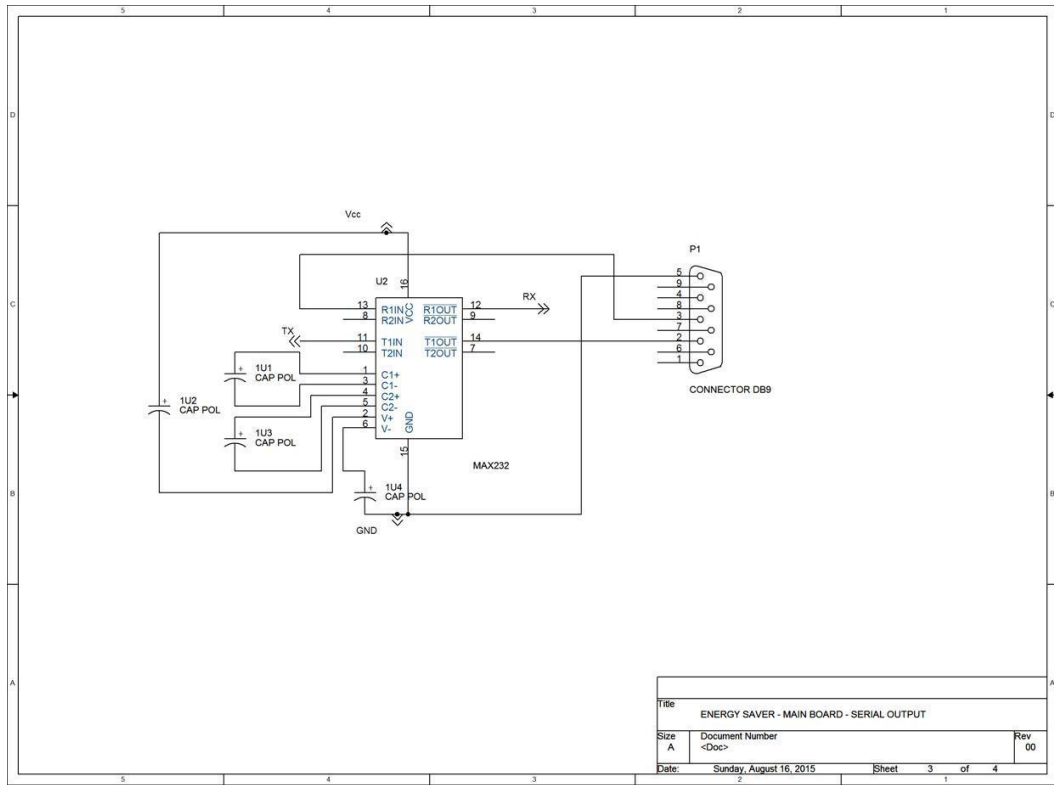 5 4 3 2 1
D D
Vcc
P1
U2
16
5
9
4
8
3
7
2
6
1
C C
13 R1IN VCC R1OUT 12 RX
8 R2IN R2OUT 9
TX 11 T1IN T1OUT 14
10 T2IN T2OUT 7
1 C1+
3 C1-
4 C2+
5 C2-
2 V+
6 V-
GND
15
1U1
CAP POL
1U2
CAP POL
1U3
CAP POL
CONNECTOR DB9
MAX232
1U4
CAP POL
B B
GND
A A
Title
ENERGY SAVER - MAIN BOARD - SERIAL OUTPUT
Size Document Number Rev
A <Doc> 00
Date: Sunday, August 16, 2015 Sheet 3 of 4
5 4 3 2 1